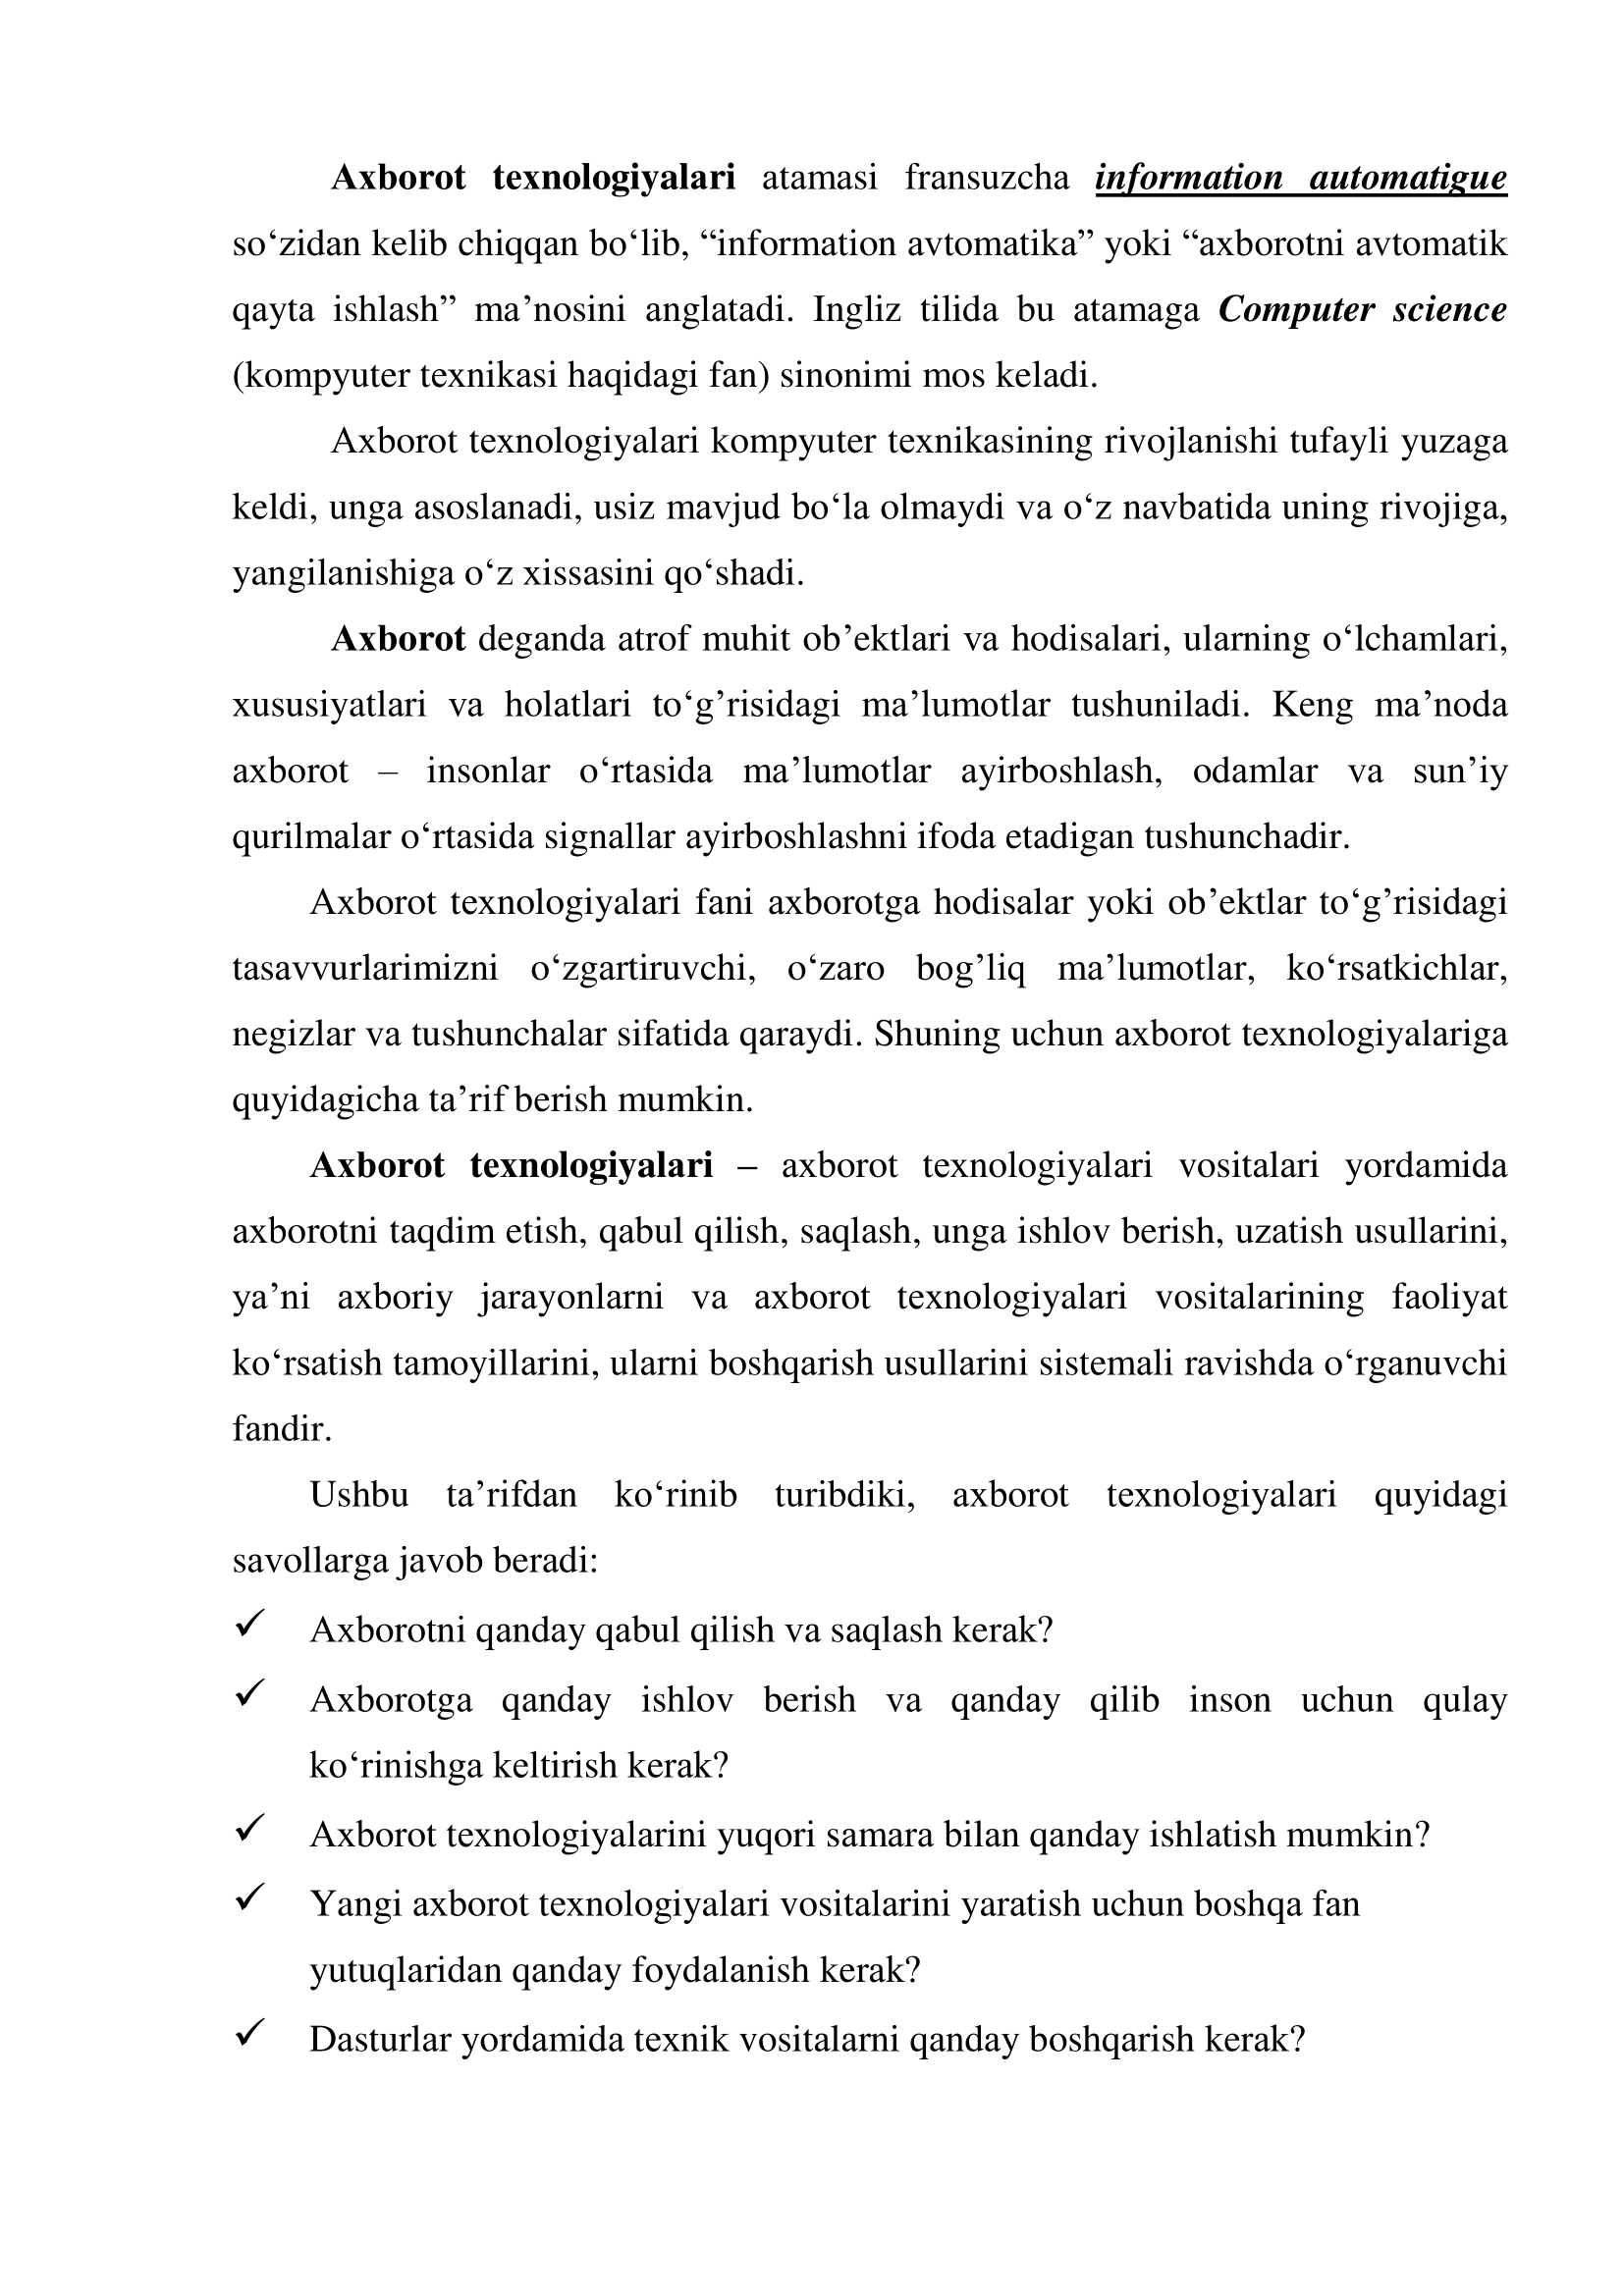 Axborot texnologiyalari atamasi fransuzcha information automatigue
so‘zidan kelib chiqqan bo‘lib, “information avtomatika” yoki “axborotni avtomatik
qayta ishlash” ma’nosini anglatadi. Ingliz tilida bu atamaga Computer science
(kompyuter texnikasi haqidagi fan) sinonimi mos keladi.
Axborot texnologiyalari kompyuter texnikasining rivojlanishi tufayli yuzaga
keldi, unga asoslanadi, usiz mavjud bo‘la olmaydi va o‘z navbatida uning rivojiga,
yangilanishiga o‘z xissasini qo‘shadi.
Axborot deganda atrof muhit ob’ektlari va hodisalari, ularning o‘lchamlari,
xususiyatlari va holatlari to‘g’risidagi ma’lumotlar tushuniladi. Keng ma’noda
axborot – insonlar o‘rtasida ma’lumotlar ayirboshlash, odamlar va sun’iy
qurilmalar o‘rtasida signallar ayirboshlashni ifoda etadigan tushunchadir.
Axborot texnologiyalari fani axborotga hodisalar yoki ob’ektlar to‘g’risidagi
tasavvurlarimizni o‘zgartiruvchi, o‘zaro bog’liq ma’lumotlar, ko‘rsatkichlar,
negizlar va tushunchalar sifatida qaraydi. Shuning uchun axborot texnologiyalariga
quyidagicha ta’rif berish mumkin.
Axborot texnologiyalari – axborot texnologiyalari vositalari yordamida
axborotni taqdim etish, qabul qilish, saqlash, unga ishlov berish, uzatish usullarini,
ya’ni axboriy jarayonlarni va axborot texnologiyalari vositalarining faoliyat
ko‘rsatish tamoyillarini, ularni boshqarish usullarini sistemali ravishda o‘rganuvchi
fandir.
Ushbu ta’rifdan ko‘rinib turibdiki, axborot texnologiyalari quyidagi
savollarga javob beradi:
✓ Axborotni qanday qabul qilish va saqlash kerak?
✓ Axborotga qanday ishlov berish va qanday qilib inson uchun qulay
ko‘rinishga keltirish kerak?
✓ Axborot texnologiyalarini yuqori samara bilan qanday ishlatish mumkin?
✓ Yangi axborot texnologiyalari vositalarini yaratish uchun boshqa fan
yutuqlaridan qanday foydalanish kerak?
✓ Dasturlar yordamida texnik vositalarni qanday boshqarish kerak?